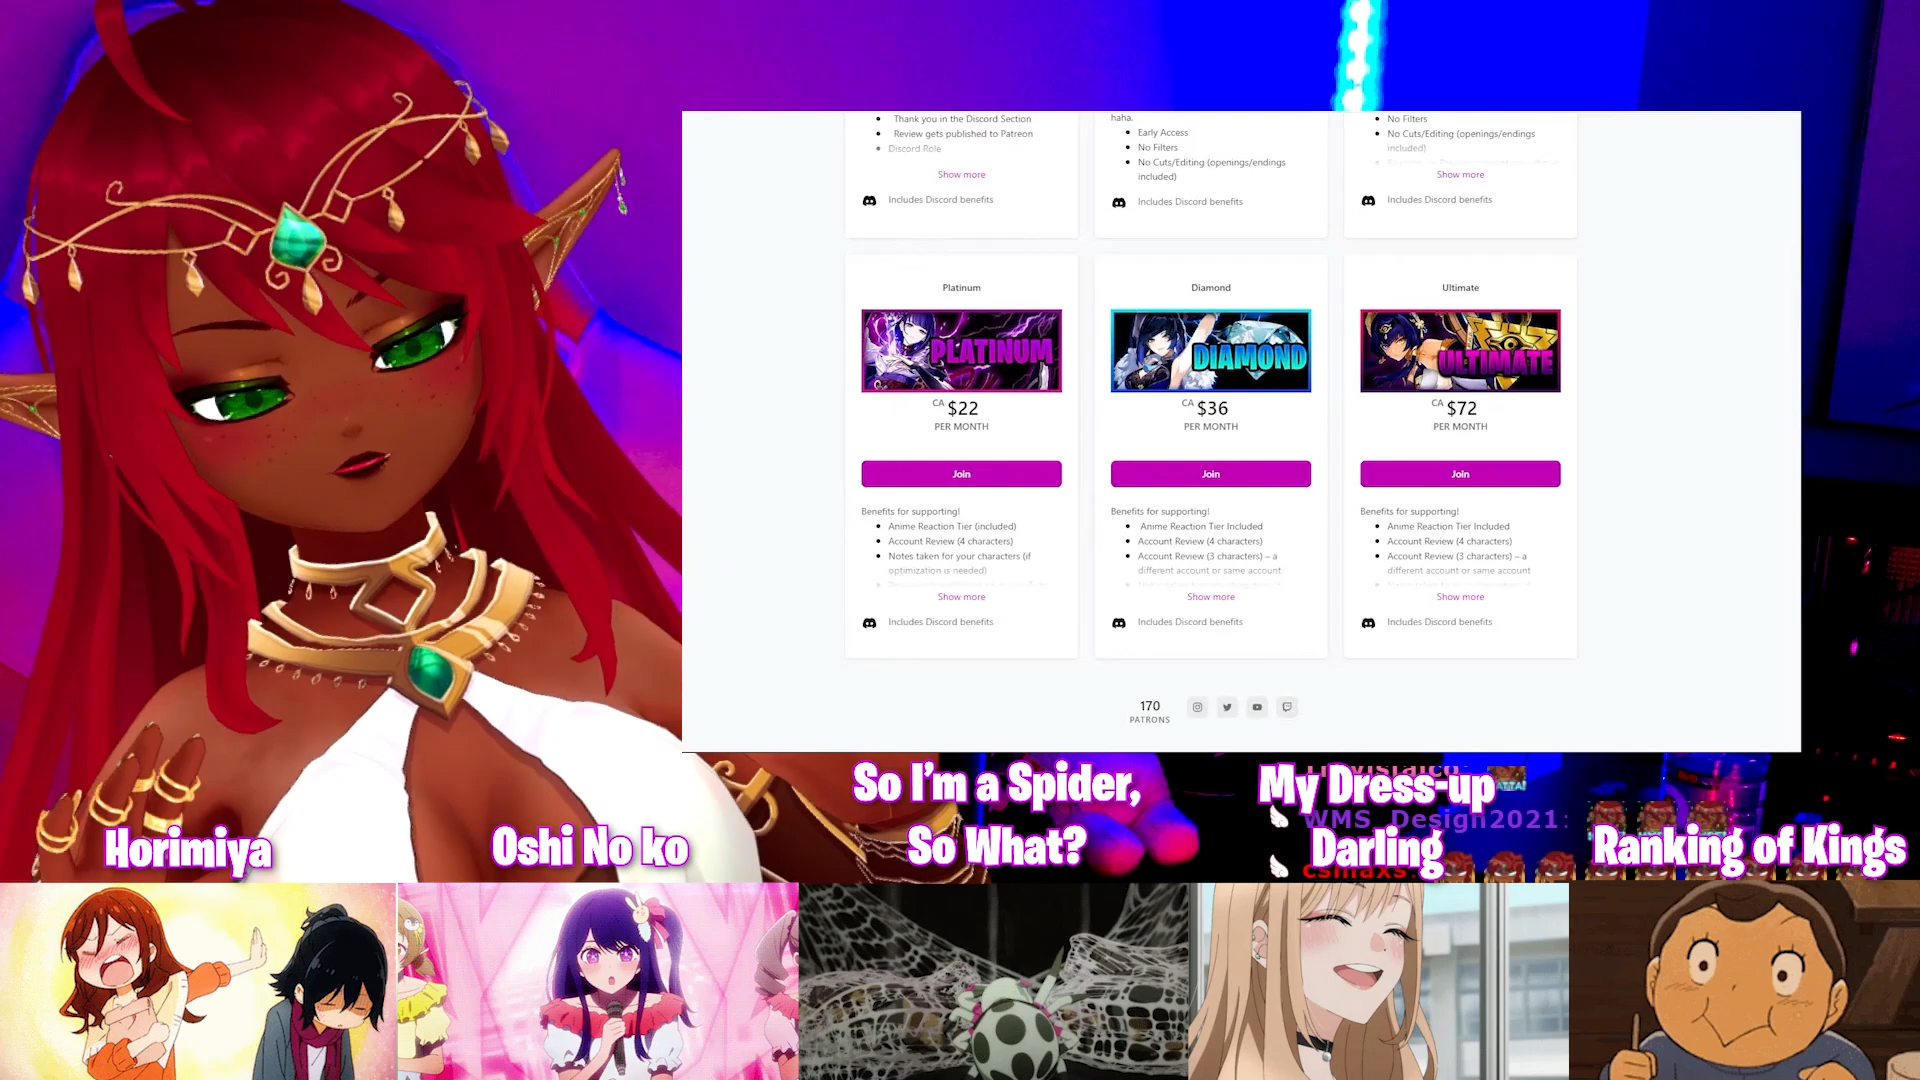 Thank you in the Discord Section
Review gets published to Patreon
Discord Role
Show more
Includes Discord benefits
haha.
Early Access
No Filters
No Cuts/Editing (openings/endings
included)
Includes Discord benefits
No Filters
No Cuts/Editing (openings/endings
included)
Show more
Includes Discord benefits
Platinum
PLATINUM
CA $22
PER MONTH
Join
Benefits for supporting!
Anime Reaction Tier (included)
Account Review (4 characters)
Notes taken for your characters (if
optimization is needed)
Show more
Includes Discord benefits
Diamond
DIAMOND
CA $36
PER MONTH
Join
Benefits for supporting!
Anime Reaction Tier Included
Account Review (4 characters)
Account Review (3 characters) – a
different account or same account
Show more
Includes Discord benefits
Ultimate
ULTIMATE
CA $72
PER MONTH
Join
Benefits for supporting!
Anime Reaction Tier Included
Account Review (4 characters)
Account Review (3 characters) – a
different account or same account
Show more
Includes Discord benefits
170
PATRONS
WMS_Design2021:
Horimiya
Oshi No ko
So I'm a Spider,
So What?
My Dress-up
Darling
Ranking of Kings